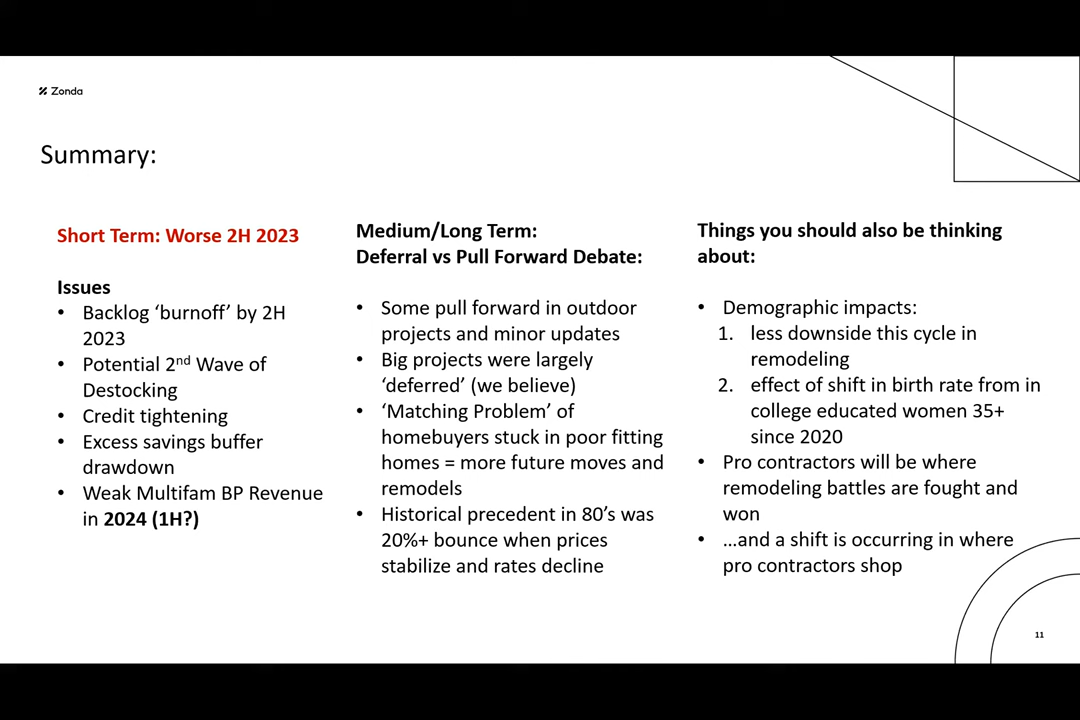 Zonda
Summary:
Short Term: Worse 2H 2023
Issues
• Backlog ‘burnoff’ by 2H
2023
• Potential 2nd Wave of
Destocking
• Credit tightening
• Excess savings buffer
drawdown
• Weak Multifam BP Revenue
in 2024 (1H?)
Medium/Long Term:
Deferral vs Pull Forward Debate:
• Some pull forward in outdoor
projects and minor updates
• Big projects were largely
‘deferred’ (we believe)
• ‘Matching Problem’ of
homebuyers stuck in poor fitting
homes = more future moves and
remodels
• Historical precedent in 80’s was
20%+ bounce when prices
stabilize and rates decline
Things you should also be thinking
about:
• Demographic impacts:
1. less downside this cycle in
remodeling
2. effect of shift in birth rate from in
college educated women 35+
since 2020
• Pro contractors will be where
remodeling battles are fought and
won
• …and a shift is occurring in where
pro contractors shop
11